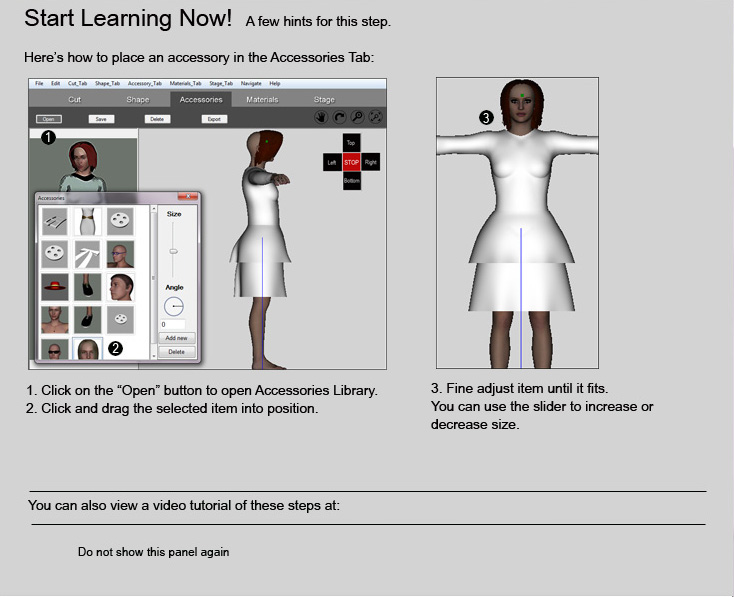 Start Learning Now! A few hints for this step.
Here's how to place an accessory in the Accessories Tab:
File Edit Cut_Tab Shape_Tab Accessory_Tab Materials_Tab Stage_Tab Navigate Help
Cut Shape Accessories Materials Stage
Open Save Delete Export
1
Top
Left STOP Right
Bottom
Accessories
Size
Angle
0
Add new
Delete
2
3
1. Click on the “Open” button to open Accessories Library.
2. Click and drag the selected item into position.
3. Fine adjust item until it fits.
You can use the slider to increase or
decrease size.
You can also view a video tutorial of these steps at:
Do not show this panel again